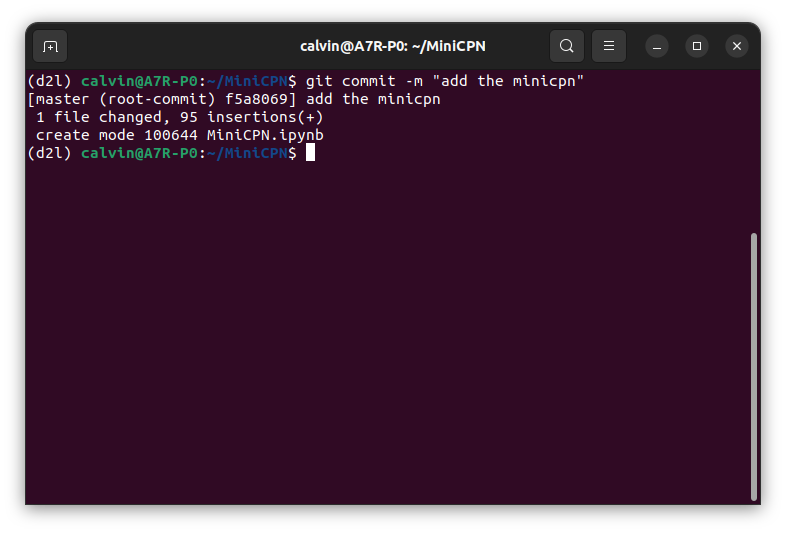 calvin@A7R-P0: ~/MiniCPN
(d2l) calvin@A7R-P0:~/MiniCPN$ git commit -m "add the minicpn"
[master (root-commit) f5a8069] add the minicpn
 1 file changed, 95 insertions(+)
 create mode 100644 MiniCPN.ipynb
(d2l) calvin@A7R-P0:~/MiniCPN$